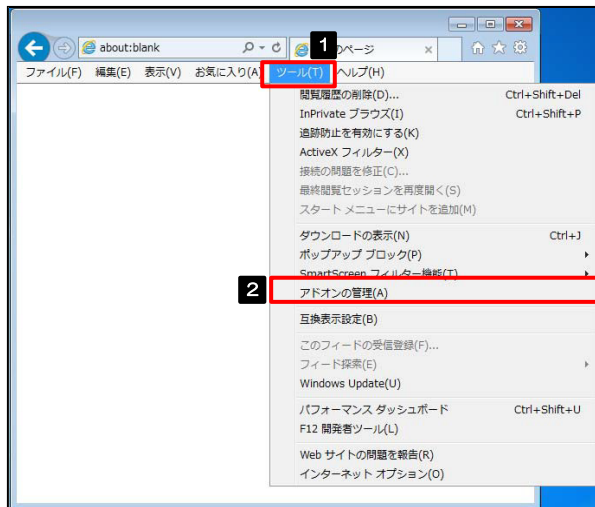 1
about:blank
のページ
ファイル(F) 編集(E) 表示(V) お気に入り(A) ツール(T) ヘルプ(H)
閲覧履歴の削除(D)... Ctrl+Shift+Del
InPrivate ブラウズ(I) Ctrl+Shift+P
追跡防止を有効にする(K)
ActiveX フィルター(X)
接続の問題を修正(C)...
最終閲覧セッションを再度開く(S)
スタート メニューにサイトを追加(M)
ダウンロードの表示(N) Ctrl+J
ポップアップ ブロック(P)
SmartScreen フィルター機能(T)
2
アドオンの管理(A)
互換表示設定(B)
このフィードの受信登録(F)...
フィード探索(E)
Windows Update(U)
パフォーマンス ダッシュボード Ctrl+Shift+U
F12 開発者ツール(L)
Web サイトの問題を報告(R)
インターネット オプション(O)